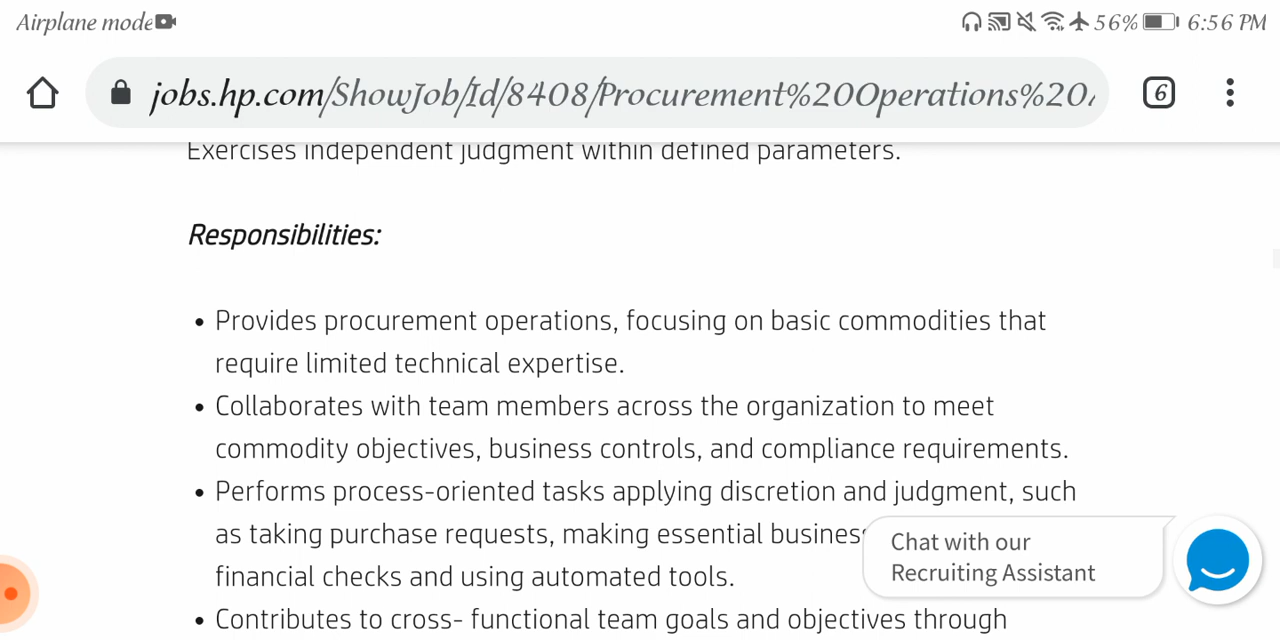 Airplane mode
56% 6:56 PM
jobs.hp.com/ShowJob/Id/8408/Procurement%20Operations%20
6
Exercises independent judgment within defined parameters.
Responsibilities:
• Provides procurement operations, focusing on basic commodities that
require limited technical expertise.
• Collaborates with team members across the organization to meet
commodity objectives, business controls, and compliance requirements.
• Performs process-oriented tasks applying discretion and judgment, such
as taking purchase requests, making essential business
financial checks and using automated tools.
• Contributes to cross- functional team goals and objectives through
Chat with our
Recruiting Assistant